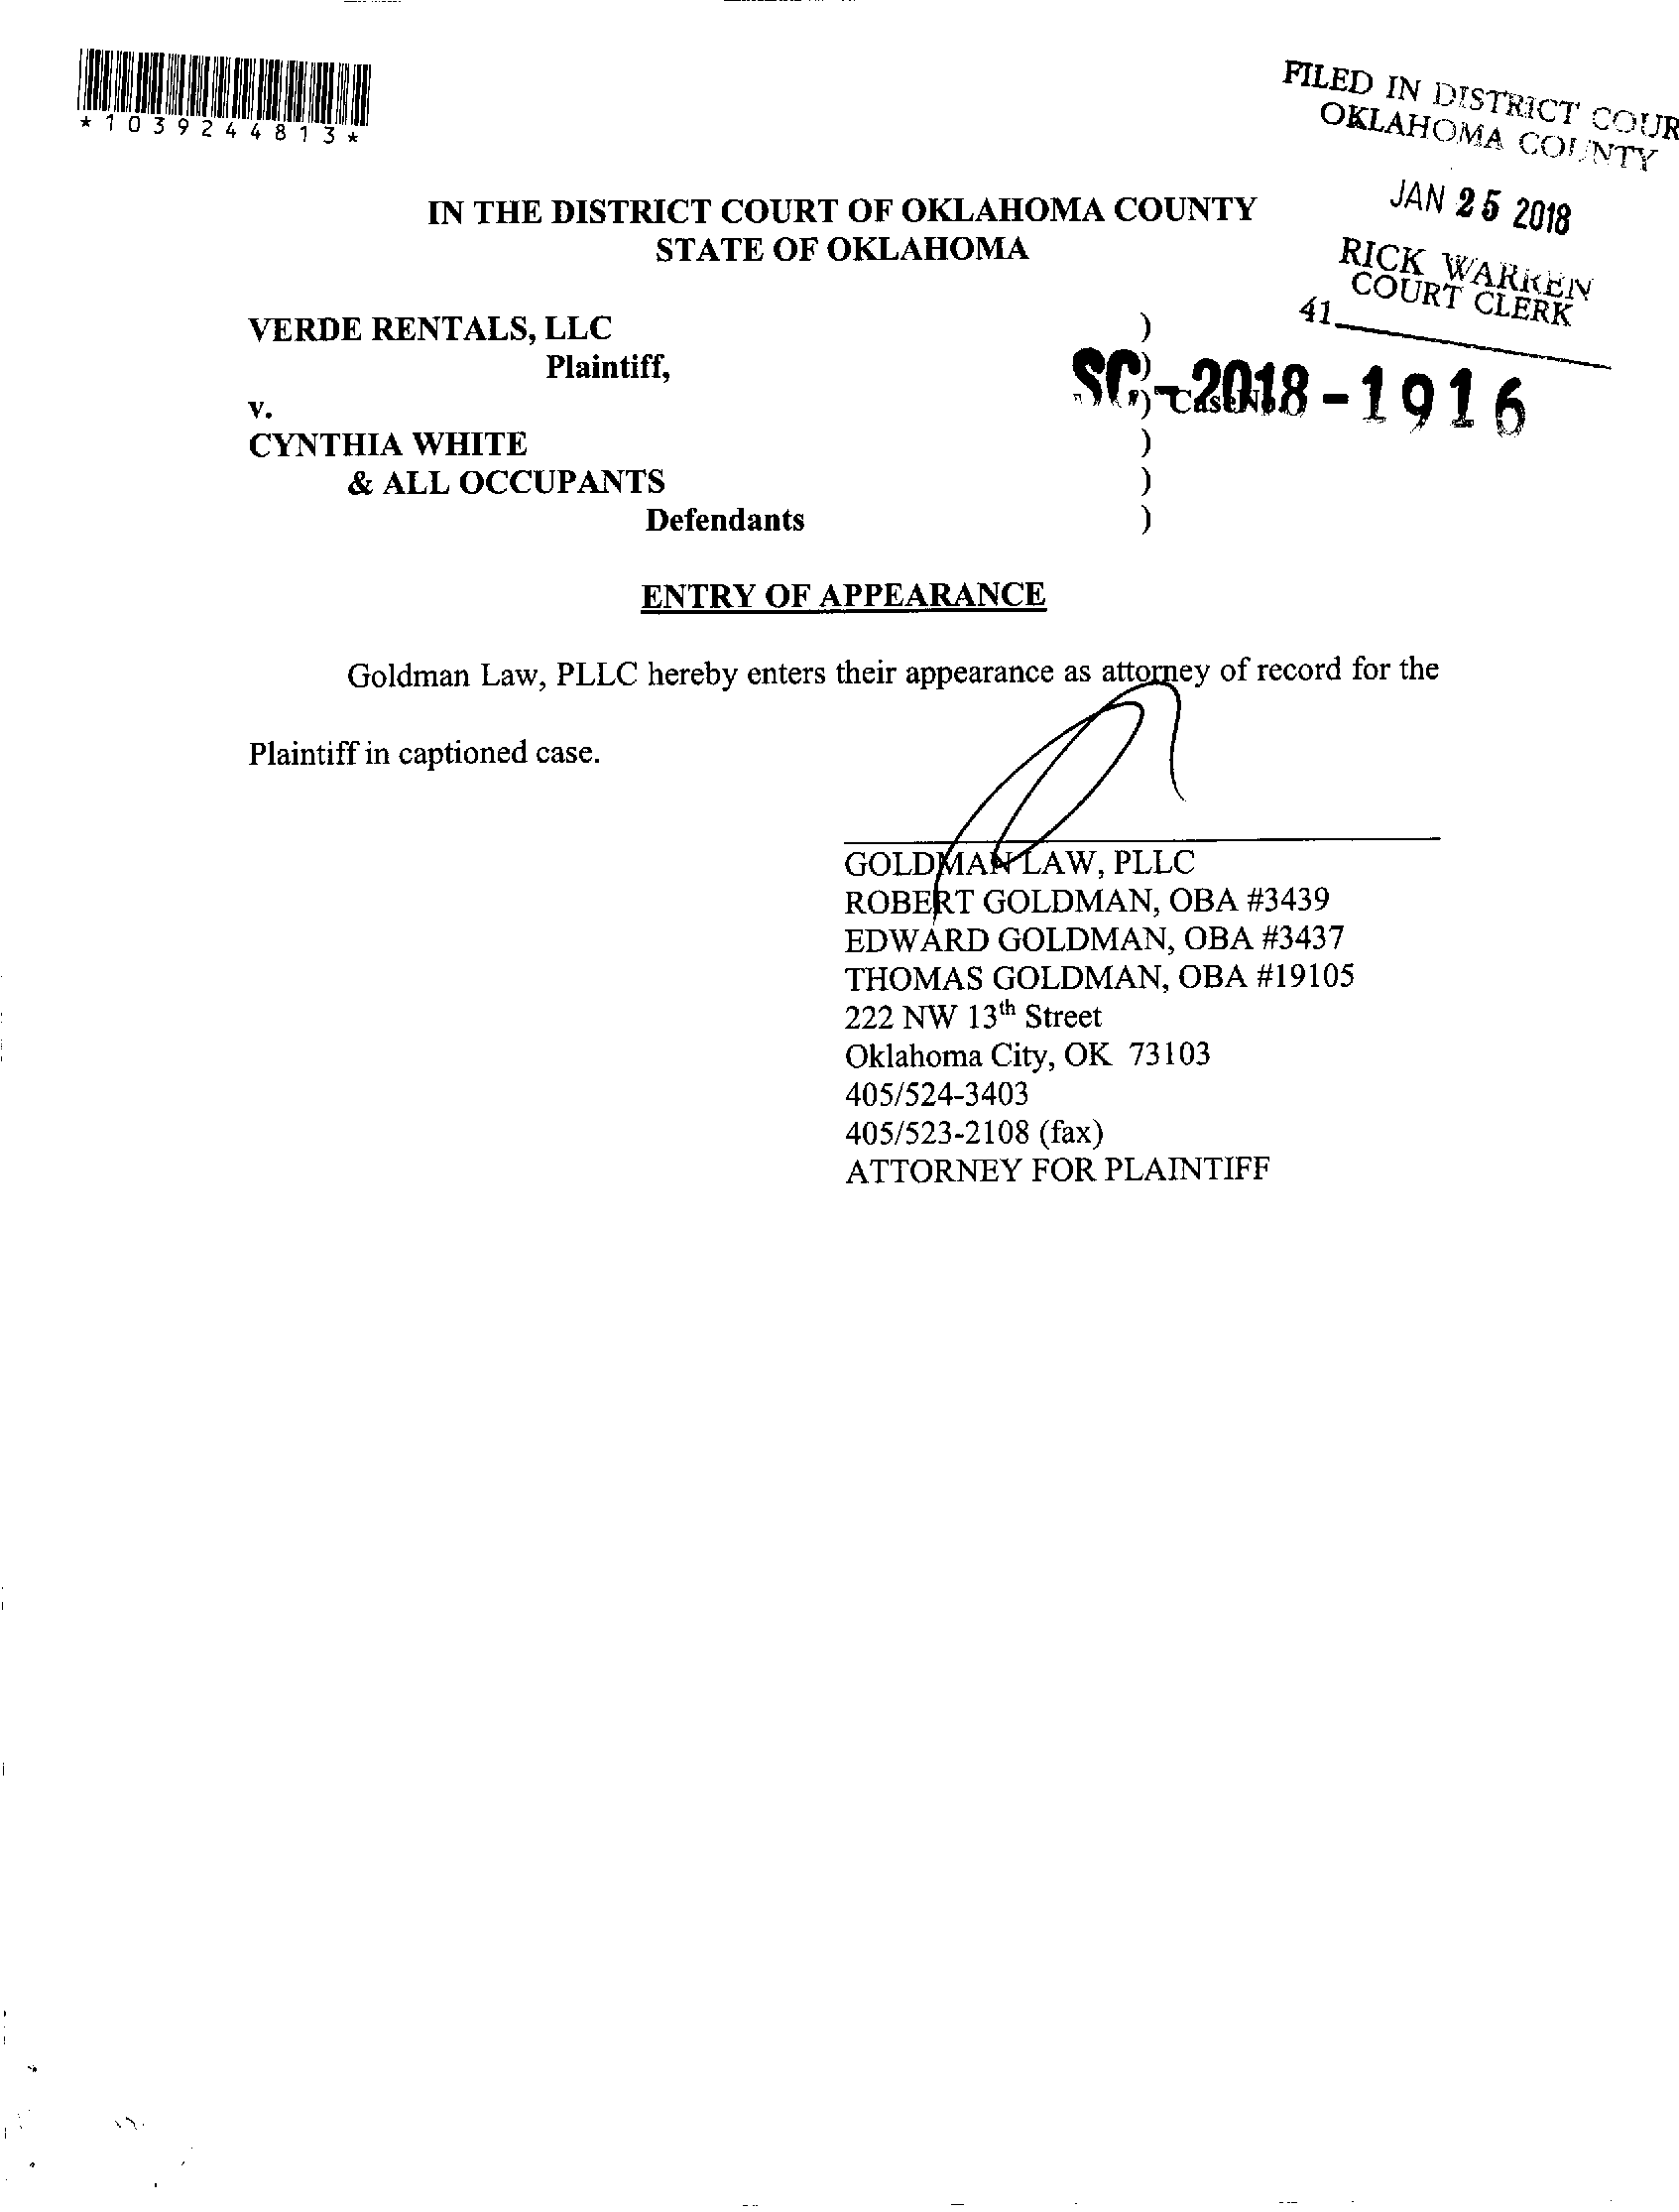 *1039244813*
FILED IN DISTRICT COUR
OKLAHOMA COUNTY
JAN 25 2018
RICK WARREN
COURT CLERK
41
IN THE DISTRICT COURT OF OKLAHOMA COUNTY
STATE OF OKLAHOMA
VERDE RENTALS, LLC )
Plaintiff, )
SC-2018-1916
v. ) Case No.
CYNTHIA WHITE )
& ALL OCCUPANTS )
Defendants )
ENTRY OF APPEARANCE
Goldman Law, PLLC hereby enters their appearance as attorney of record for the
Plaintiff in captioned case.
GOLDMAN LAW, PLLC
ROBERT GOLDMAN, OBA #3439
EDWARD GOLDMAN, OBA #3437
THOMAS GOLDMAN, OBA #19105
222 NW 13th Street
Oklahoma City, OK 73103
405/524-3403
405/523-2108 (fax)
ATTORNEY FOR PLAINTIFF